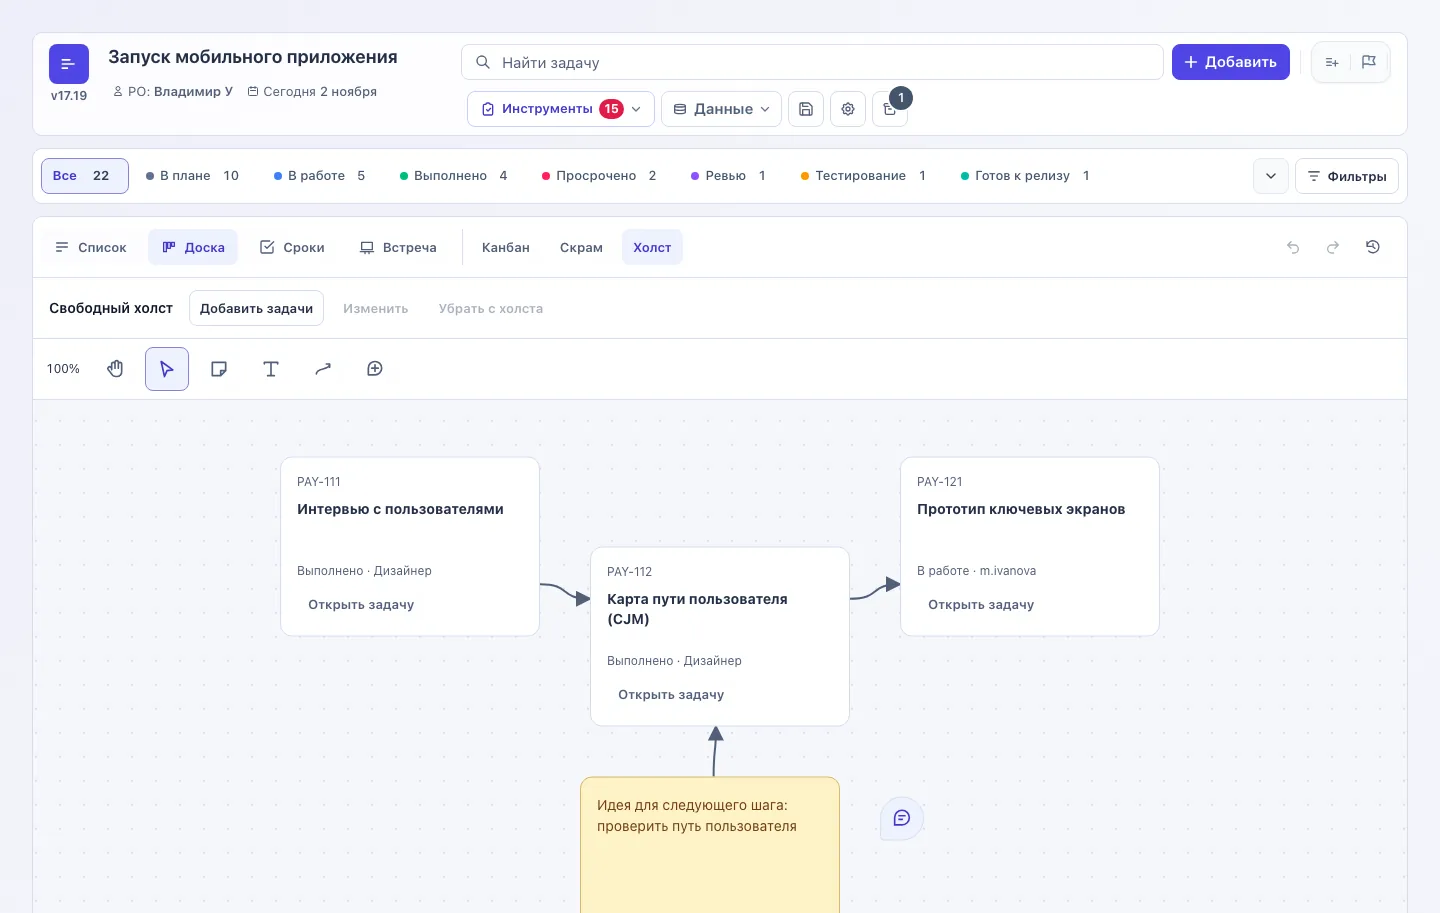 Запуск мобильного приложения
v17.19
PO: Владимир У
Сегодня 2 ноября
Найти задачу
Добавить
Инструменты 15
Данные
1
Все 22
В плане 10
В работе 5
Выполнено 4
Просрочено 2
Ревью 1
Тестирование 1
Готов к релизу 1
Фильтры
Список
Доска
Сроки
Встреча
Канбан
Скрам
Холст
Свободный холст
Добавить задачи
Изменить
Убрать с холста
100%
PAY-111
Интервью с пользователями
Выполнено · Дизайнер
Открыть задачу
PAY-112
Карта пути пользователя
(CJM)
Выполнено · Дизайнер
Открыть задачу
PAY-121
Прототип ключевых экранов
В работе · m.ivanova
Открыть задачу
Идея для следующего шага:
проверить путь пользователя